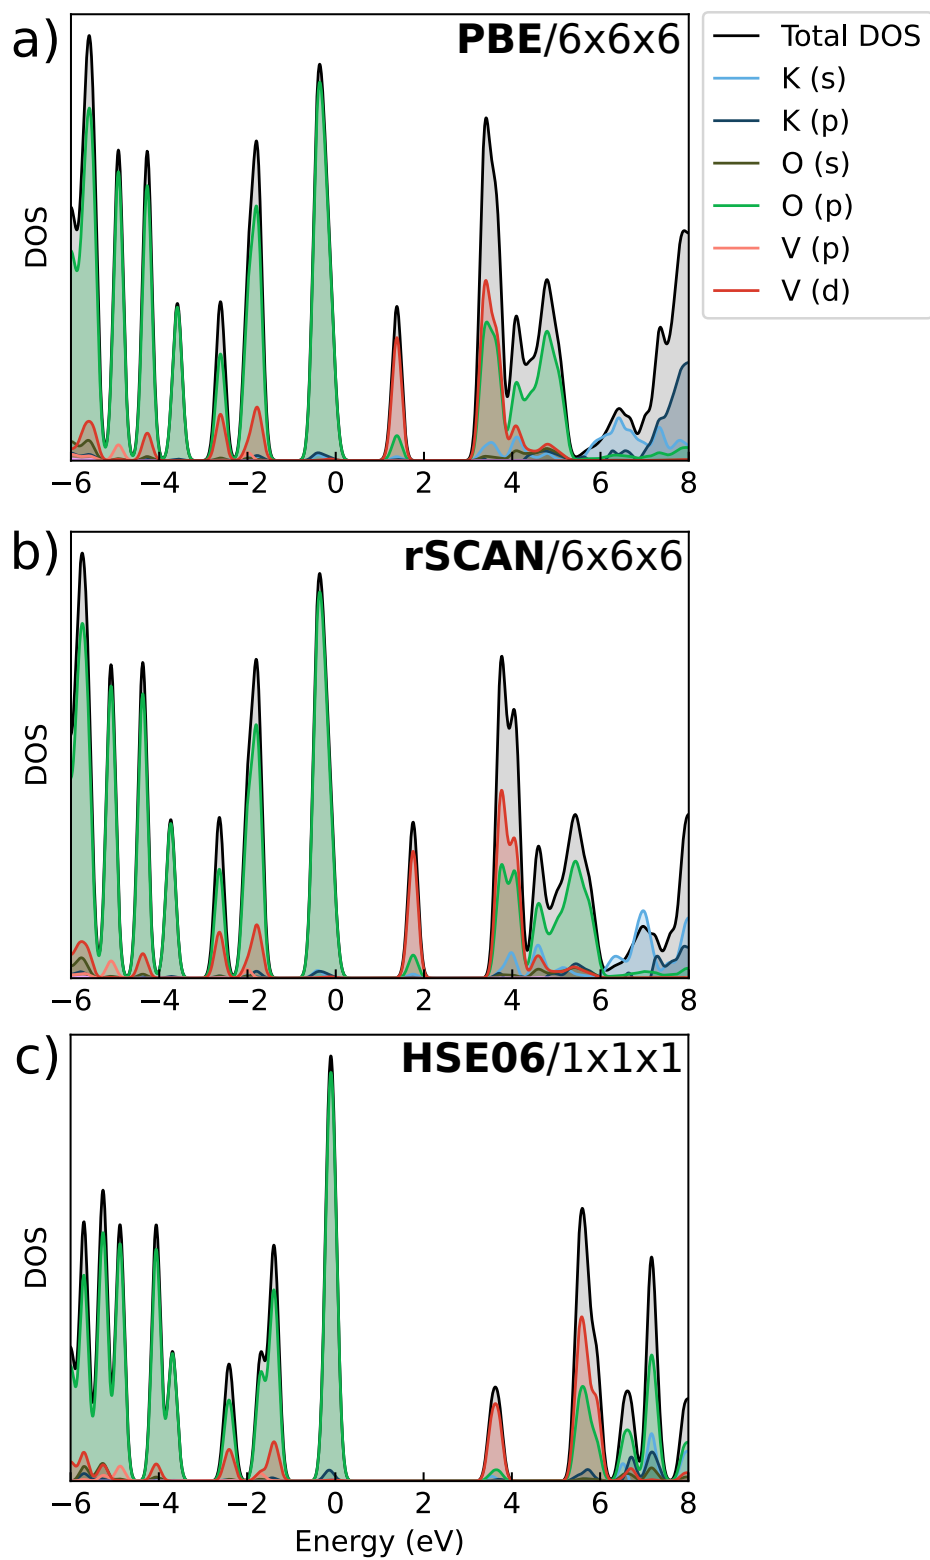 a)
PBE/6x6x6
DOS
−6 −4 −2 0 2 4 6 8
Total DOS
K (s)
K (p)
O (s)
O (p)
V (p)
V (d)
b)
rSCAN/6x6x6
DOS
−6 −4 −2 0 2 4 6 8
c)
HSE06/1x1x1
DOS
−6 −4 −2 0 2 4 6 8
Energy (eV)